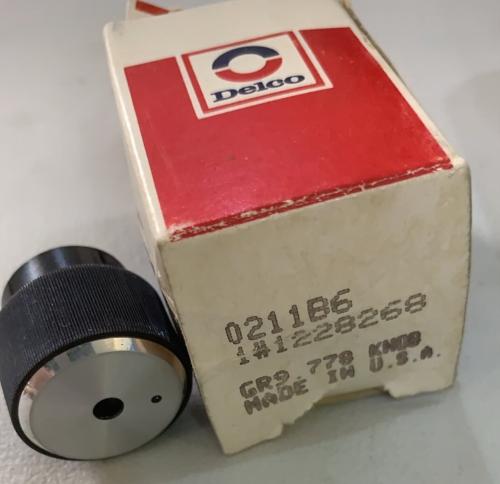 Delco
0211B6
1#1228268
GR9.778 KNOB
MADE IN U.S.A.